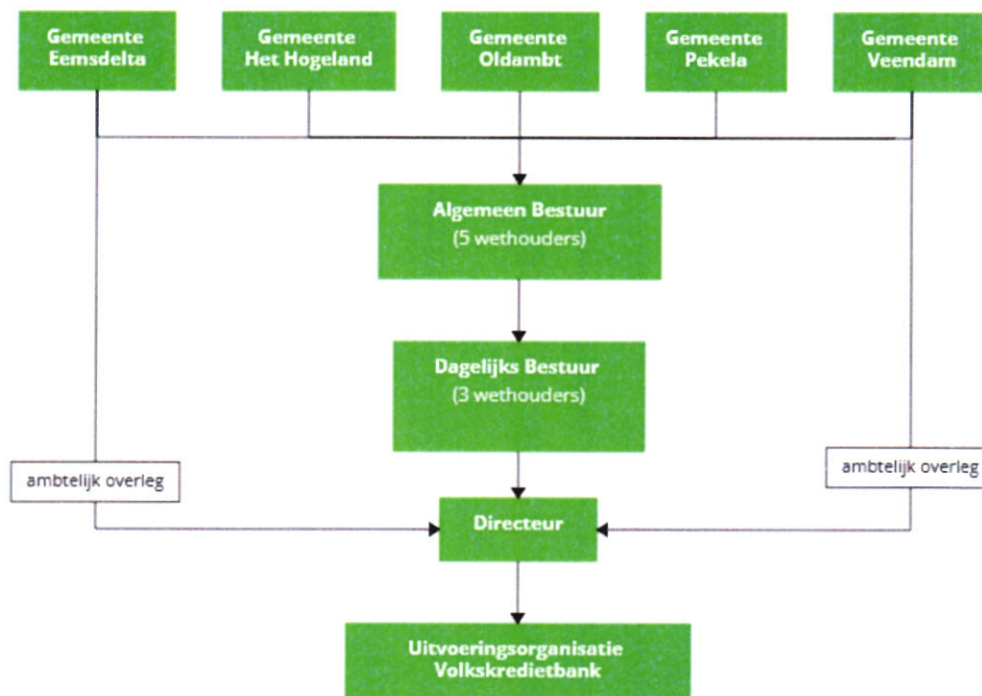 Gemeente
Eemsdelta
Gemeente
Het Hogeland
Gemeente
Oldambt
Gemeente
Pekela
Gemeente
Veendam
Algemeen Bestuur
(5 wethouders)
Dagelijks Bestuur
(3 wethouders)
ambtelijk overleg
ambtelijk overleg
Directeur
Uitvoeringsorganisatie
Volkskredietbank